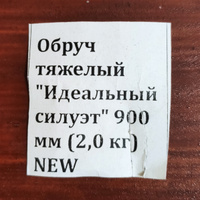 Обруч
тяжелый
"Идеальный
силуэт" 900
мм (2,0 кг)
NEW